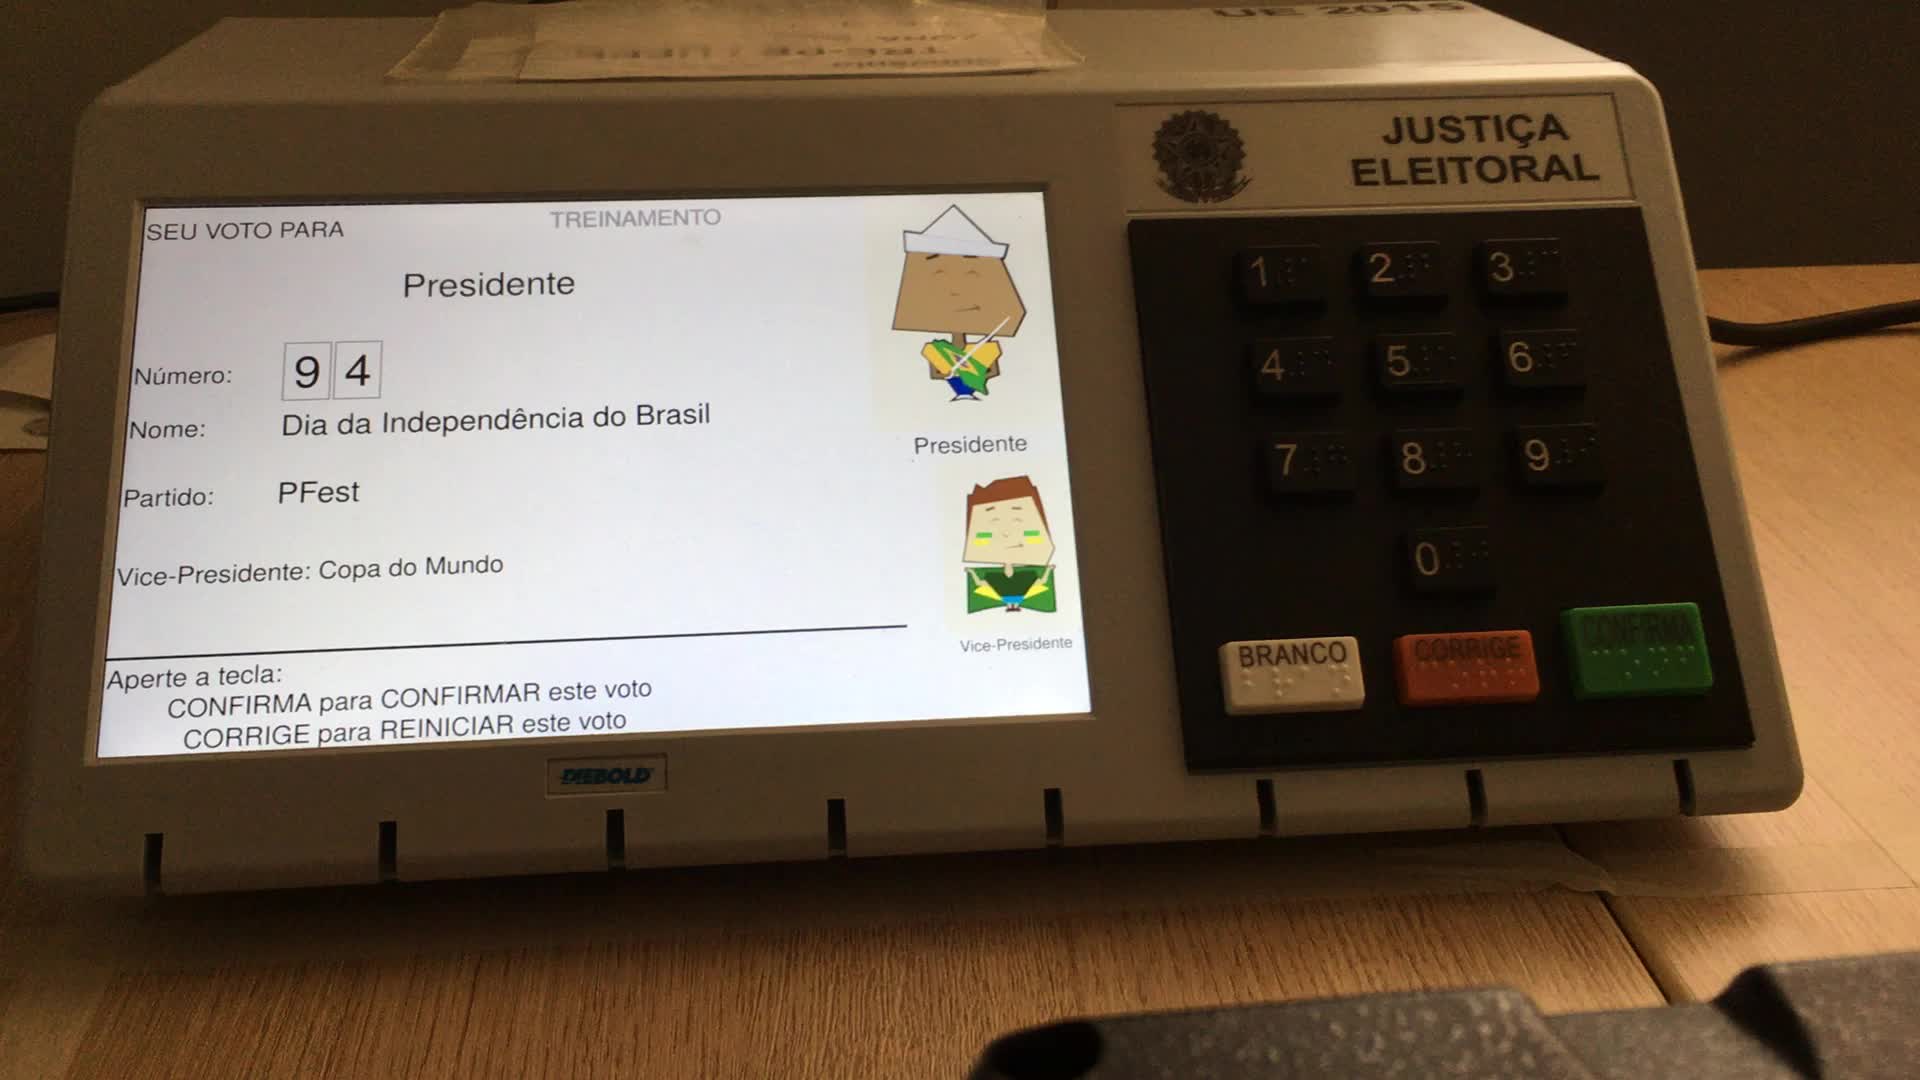 UE 2015
SEU VOTO PARA
TREINAMENTO
Presidente
Número: 9 4
Nome: Dia da Independência do Brasil
Partido: PFest
Vice-Presidente: Copa do Mundo
Presidente
Vice-Presidente
Aperte a tecla:
CONFIRMA para CONFIRMAR este voto
CORRIGE para REINICIAR este voto
DIEBOLD
JUSTIÇA
ELEITORAL
1 2 3
4 5 6
7 8 9
0
BRANCO CORRIGE CONFIRMA